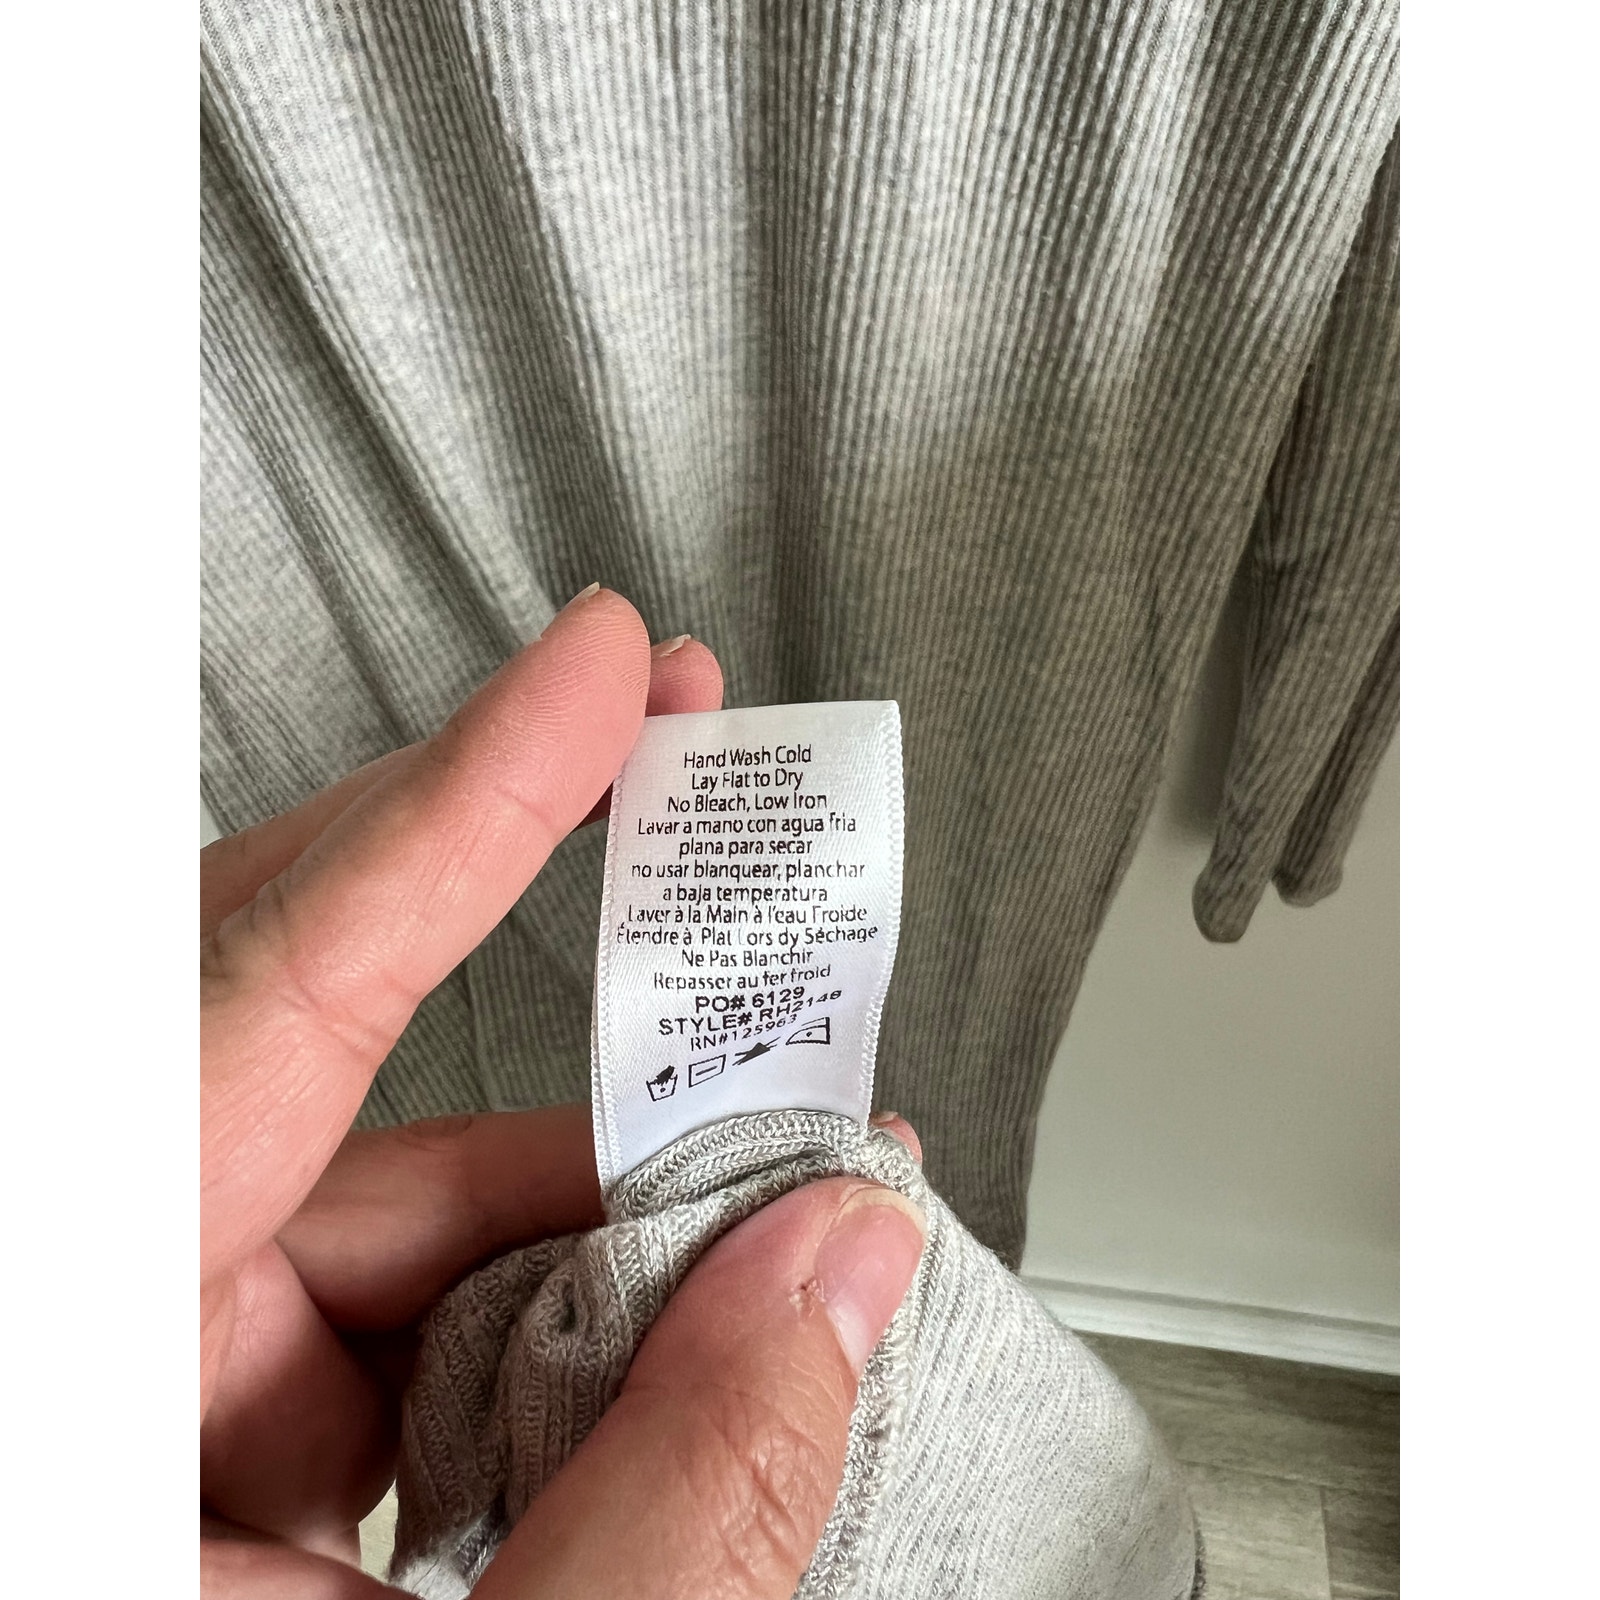 Hand Wash Cold
Lay Flat to Dry
No Bleach, Low Iron
Lavar a mano con agua fria
plana para secar
no usar blanquear, planchar
a baja temperatura
Laver à la Main à l'eau Froide
Étendre à Plat Lors dy Séchage
Ne Pas Blanchir
Repasser au fer froid
PO# 6129
STYLE# RH2148
RN#125963